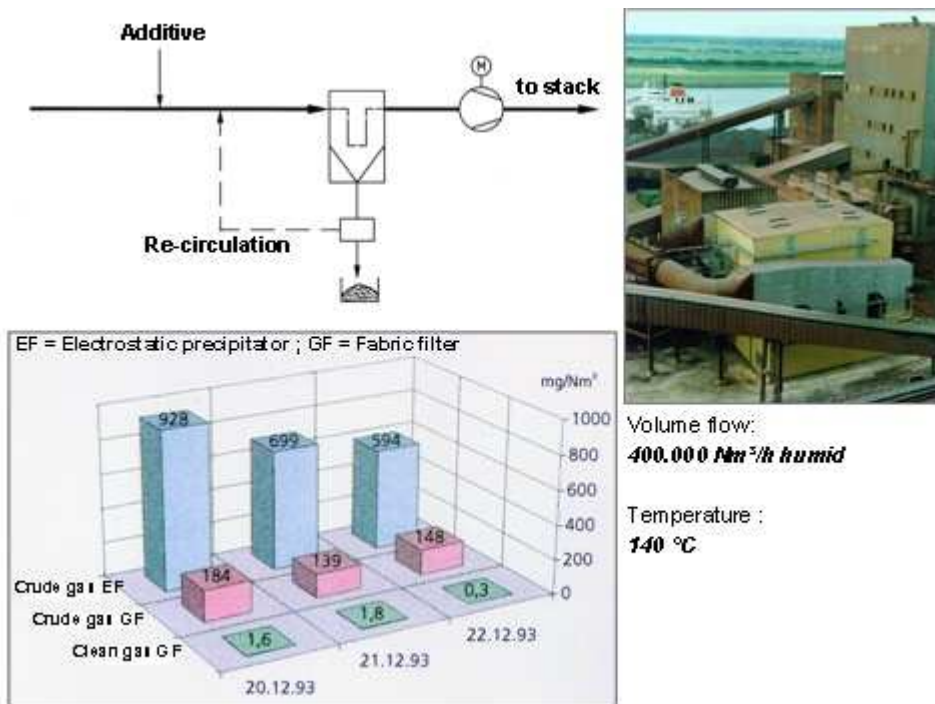 Additive
M
to stack
Re-circulation
EF = Electrostatic precipitator ; GF = Fabric filter
mg/Nm³
1000
800
600
400
200
0
928
699
594
184
139
148
1,6
1,8
0,3
Crude gas EF
Crude gas GF
Clean gas GF
20.12.93
21.12.93
22.12.93
Volume flow:
400.000 Nm³/h humid
Temperature :
140 °C